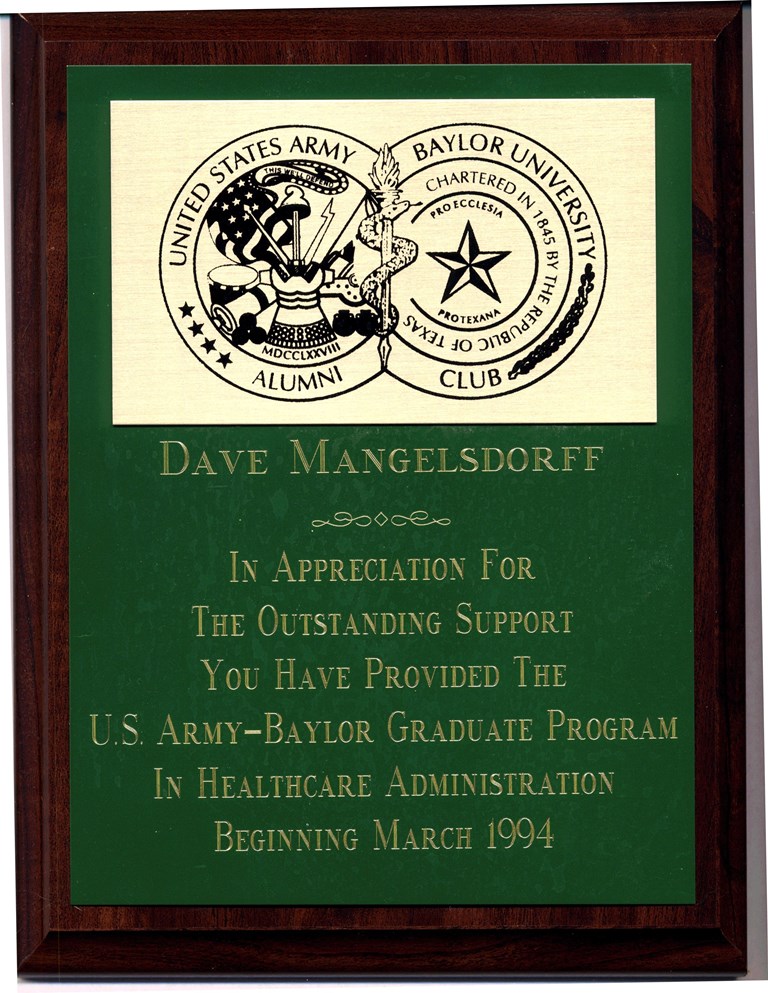 UNITED STATES ARMY
BAYLOR UNIVERSITY
THIS WE'LL DEFEND
CHARTERED IN 1845 BY THE REPUBLIC OF TEXAS
PRO ECCLESIA
PRO TEXANA
MDCCLXXVIII
ALUMNI
CLUB
DAVE MANGELSDORFF
IN APPRECIATION FOR
THE OUTSTANDING SUPPORT
YOU HAVE PROVIDED THE
U.S. ARMY-BAYLOR GRADUATE PROGRAM
IN HEALTHCARE ADMINISTRATION
BEGINNING MARCH 1994